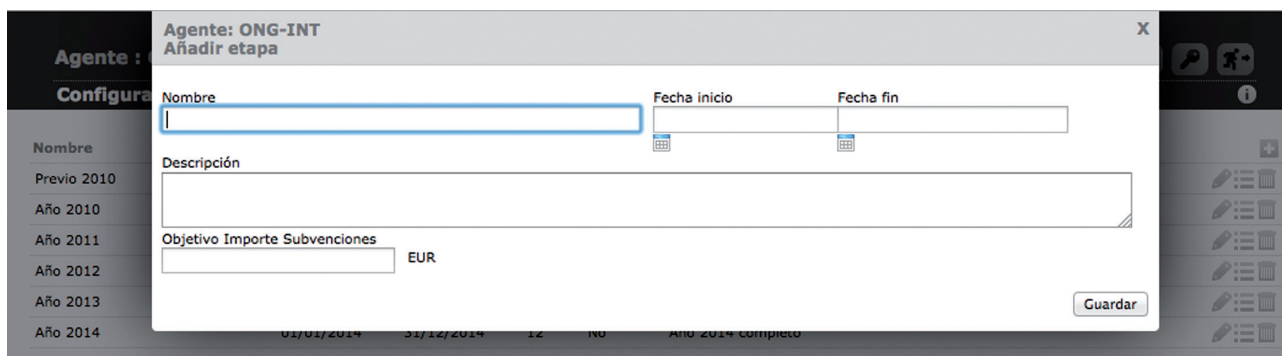 Agente: ONG-INT
Añadir etapa
X
Agente :
Configura
Nombre
Fecha inicio
Fecha fin
Descripción
Objetivo Importe Subvenciones
EUR
Guardar
Nombre
Previo 2010
Año 2010
Año 2011
Año 2012
Año 2013
Año 2014 01/01/2014 31/12/2014 12 No Año 2014 completo